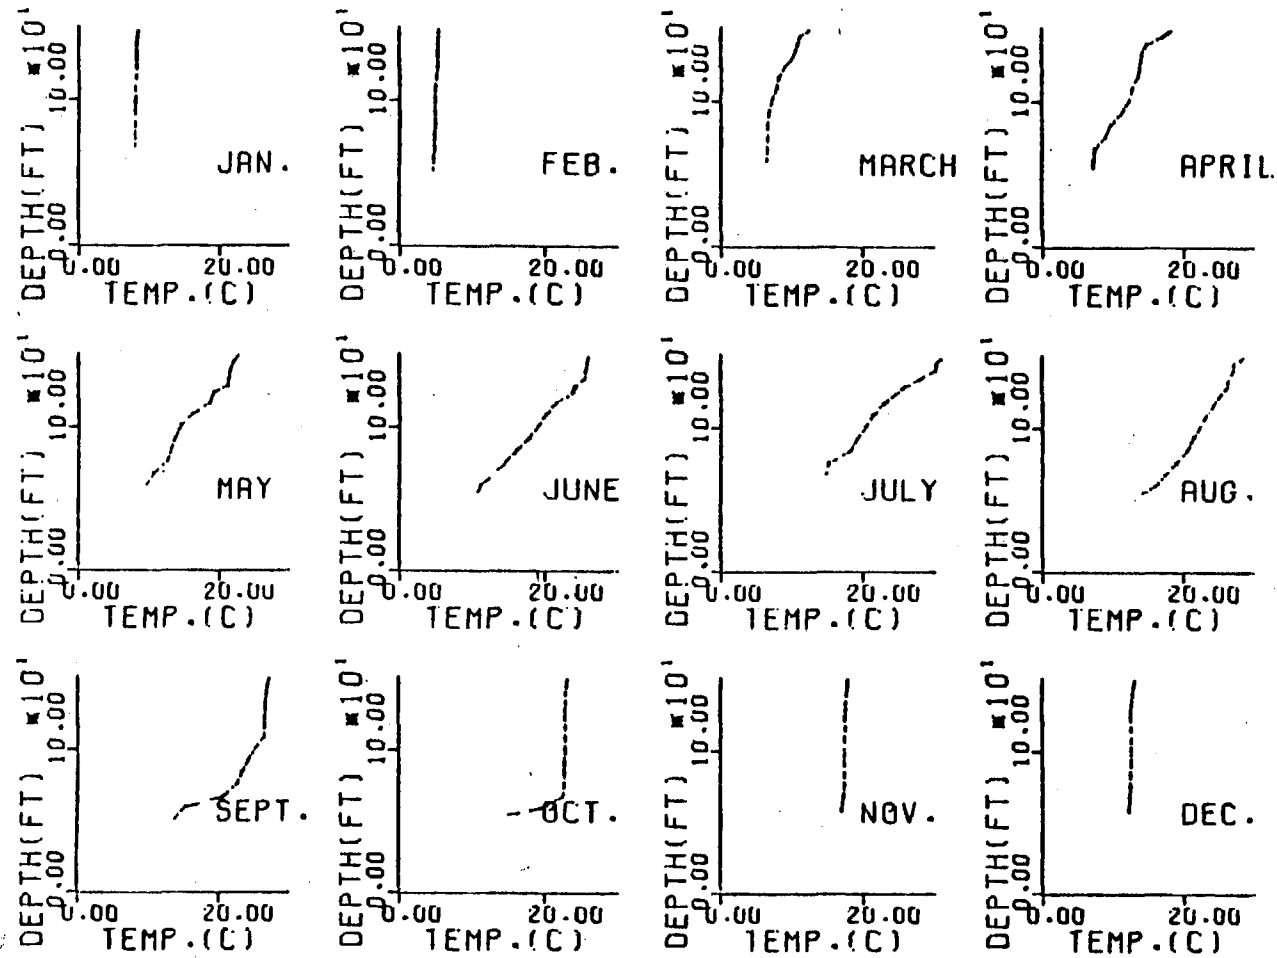 DEPTH(FT) *10¹
10.00
0.00
JAN.
0.00 20.00
TEMP.(C)
DEPTH(FT) *10¹
10.00
0.00
FEB.
0.00 20.00
TEMP.(C)
DEPTH(FT) *10¹
10.00
0.00
MARCH
0.00 20.00
TEMP.(C)
DEPTH(FT) *10¹
10.00
0.00
APRIL
0.00 20.00
TEMP.(C)
DEPTH(FT) *10¹
10.00
0.00
MAY
0.00 20.00
TEMP.(C)
DEPTH(FT) *10¹
10.00
0.00
JUNE
0.00 20.00
TEMP.(C)
DEPTH(FT) *10¹
10.00
0.00
JULY
0.00 20.00
TEMP.(C)
DEPTH(FT) *10¹
10.00
0.00
AUG.
0.00 20.00
TEMP.(C)
DEPTH(FT) *10¹
10.00
0.00
SEPT.
0.00 20.00
TEMP.(C)
DEPTH(FT) *10¹
10.00
0.00
OCT.
0.00 20.00
TEMP.(C)
DEPTH(FT) *10¹
10.00
0.00
NOV.
0.00 20.00
TEMP.(C)
DEPTH(FT) *10¹
10.00
0.00
DEC.
0.00 20.00
TEMP.(C)